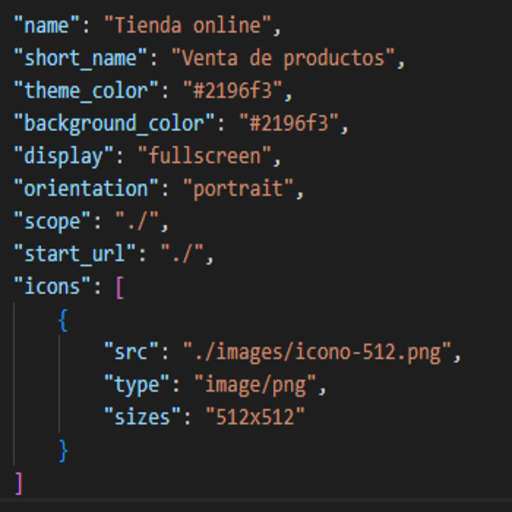 "name": "Tienda online",
"short_name": "Venta de productos",
"theme_color": "#2196f3",
"background_color": "#2196f3",
"display": "fullscreen",
"orientation": "portrait",
"scope": "./",
"start_url": "./",
"icons": [
{
"src": "./images/icono-512.png",
"type": "image/png",
"sizes": "512x512"
}
]